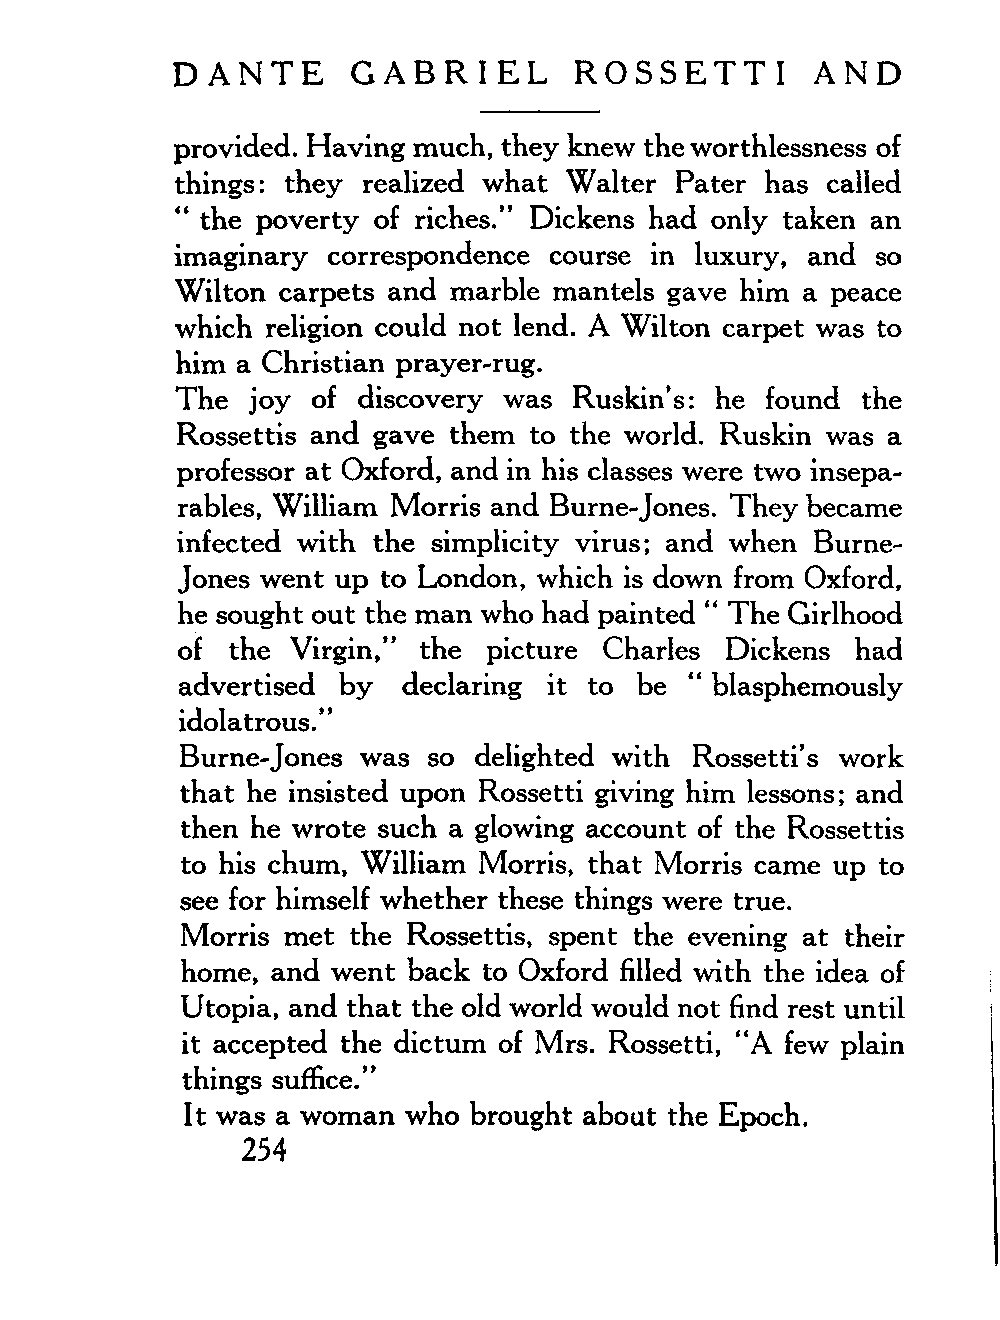 DANTE GABRIEL ROSSETTI AND
provided. Having much, they knew the worthlessness of
things: they realized what Walter Pater has called
“ the poverty of riches.” Dickens had only taken an
imaginary correspondence course in luxury, and so
Wilton carpets and marble mantels gave him a peace
which religion could not lend. A Wilton carpet was to
him a Christian prayer-rug.
The joy of discovery was Ruskin's: he found the
Rossettis and gave them to the world. Ruskin was a
professor at Oxford, and in his classes were two insepa-
rables, William Morris and Burne-Jones. They became
infected with the simplicity virus; and when Burne-
Jones went up to London, which is down from Oxford,
he sought out the man who had painted “ The Girlhood
of the Virgin,” the picture Charles Dickens had
advertised by declaring it to be “ blasphemously
idolatrous.”
Burne-Jones was so delighted with Rossetti's work
that he insisted upon Rossetti giving him lessons; and
then he wrote such a glowing account of the Rossettis
to his chum, William Morris, that Morris came up to
see for himself whether these things were true.
Morris met the Rossettis, spent the evening at their
home, and went back to Oxford filled with the idea of
Utopia, and that the old world would not find rest until
it accepted the dictum of Mrs. Rossetti, “A few plain
things suffice.”
It was a woman who brought about the Epoch.
254